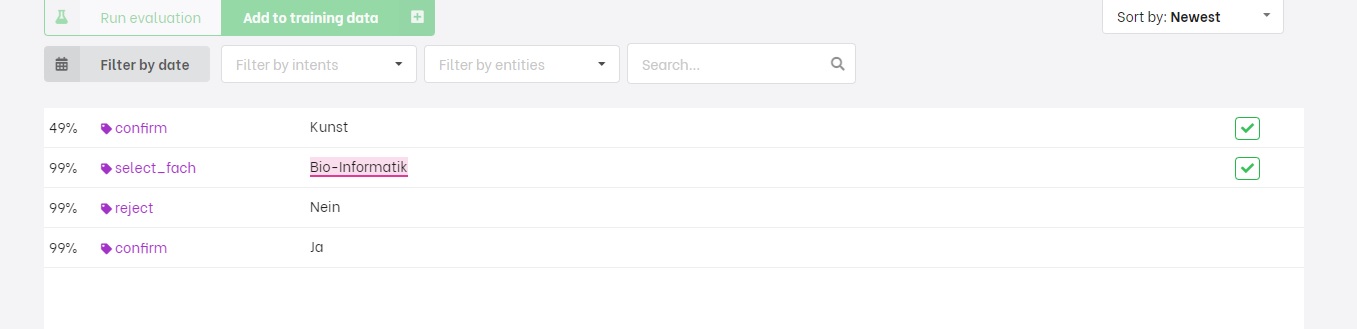 Run evaluation Add to training data Sort by: Newest
Filter by date Filter by intents Filter by entities Search...
49% confirm Kunst
99% select_fach Bio-Informatik
99% reject Nein
99% confirm Ja